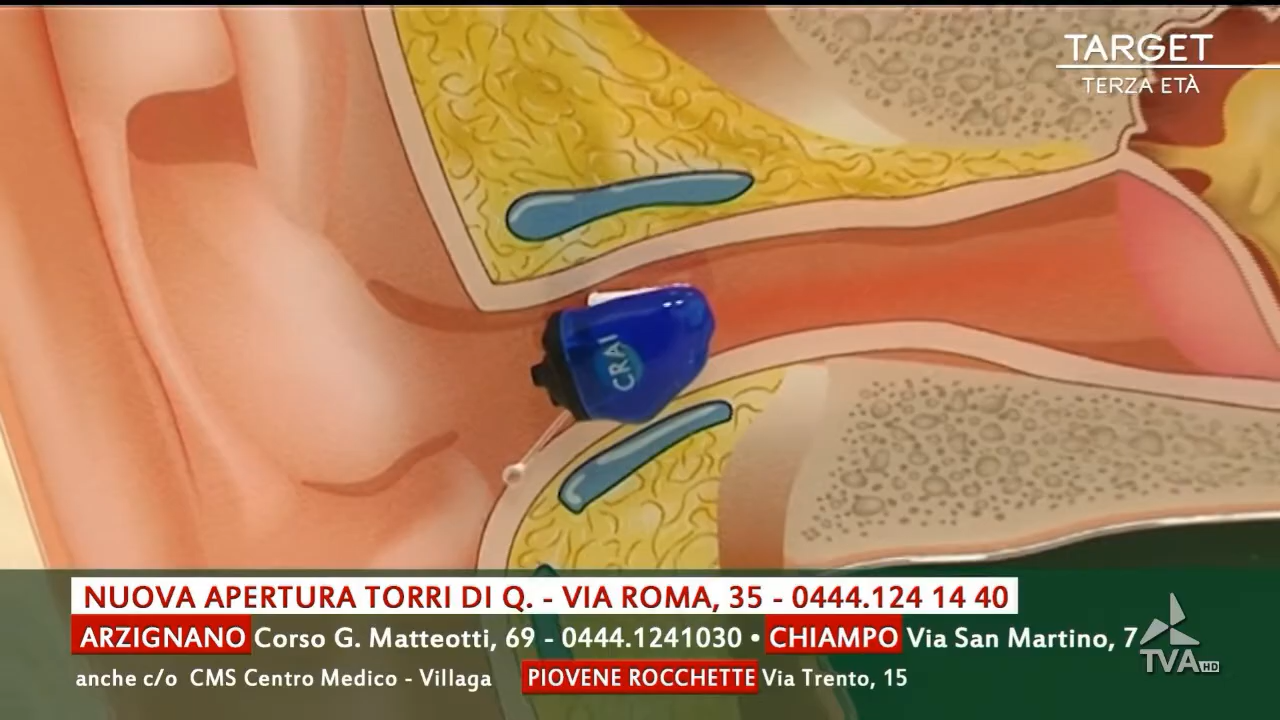 TARGET
TERZA ETÀ
CRAI
NUOVA APERTURA TORRI DI Q. - VIA ROMA, 35 - 0444.124 14 40
ARZIGNANO Corso G. Matteotti, 69 - 0444.1241030 • CHIAMPO Via San Martino, 7
anche c/o CMS Centro Medico - Villaga PIOVENE ROCCHETTE Via Trento, 15
TVA HD